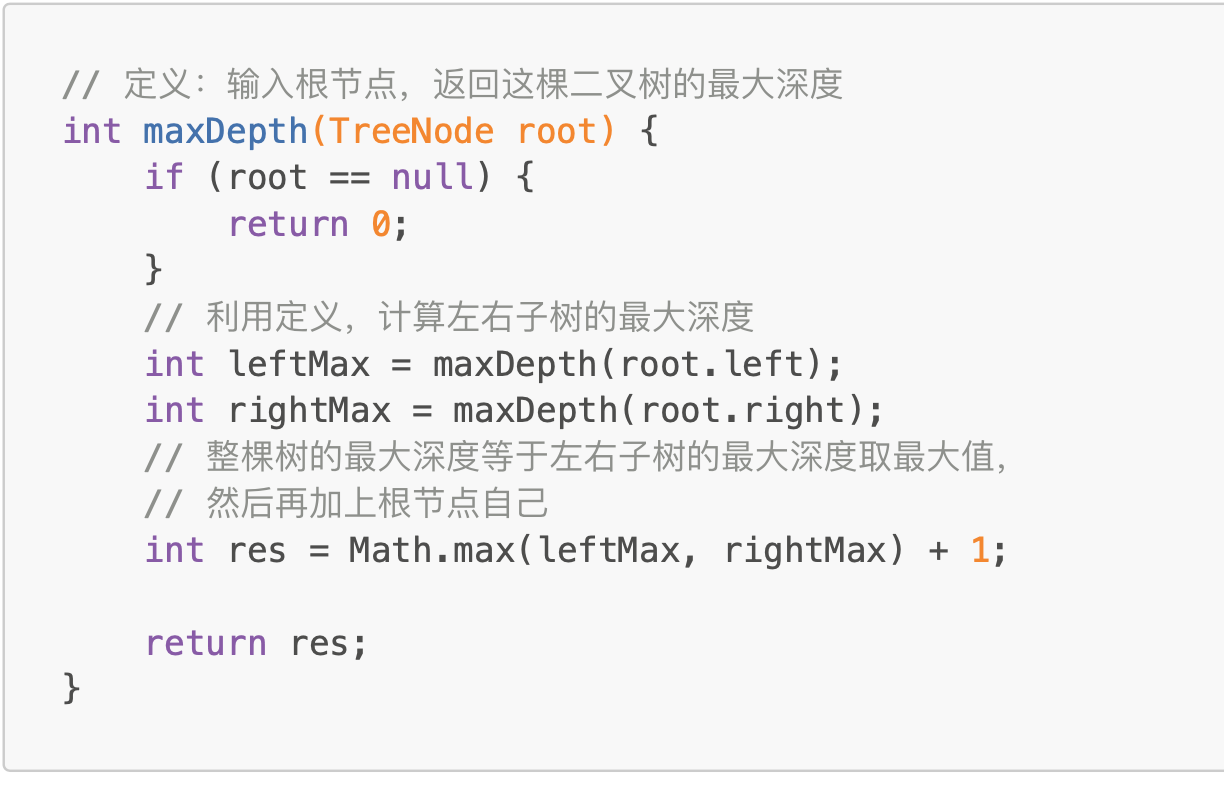 // 定义：输入根节点，返回这棵二叉树的最大深度
int maxDepth(TreeNode root) {
    if (root == null) {
        return 0;
    }
    // 利用定义，计算左右子树的最大深度
    int leftMax = maxDepth(root.left);
    int rightMax = maxDepth(root.right);
    // 整棵树的最大深度等于左右子树的最大深度取最大值，
    // 然后再加上根节点自己
    int res = Math.max(leftMax, rightMax) + 1;

    return res;
}